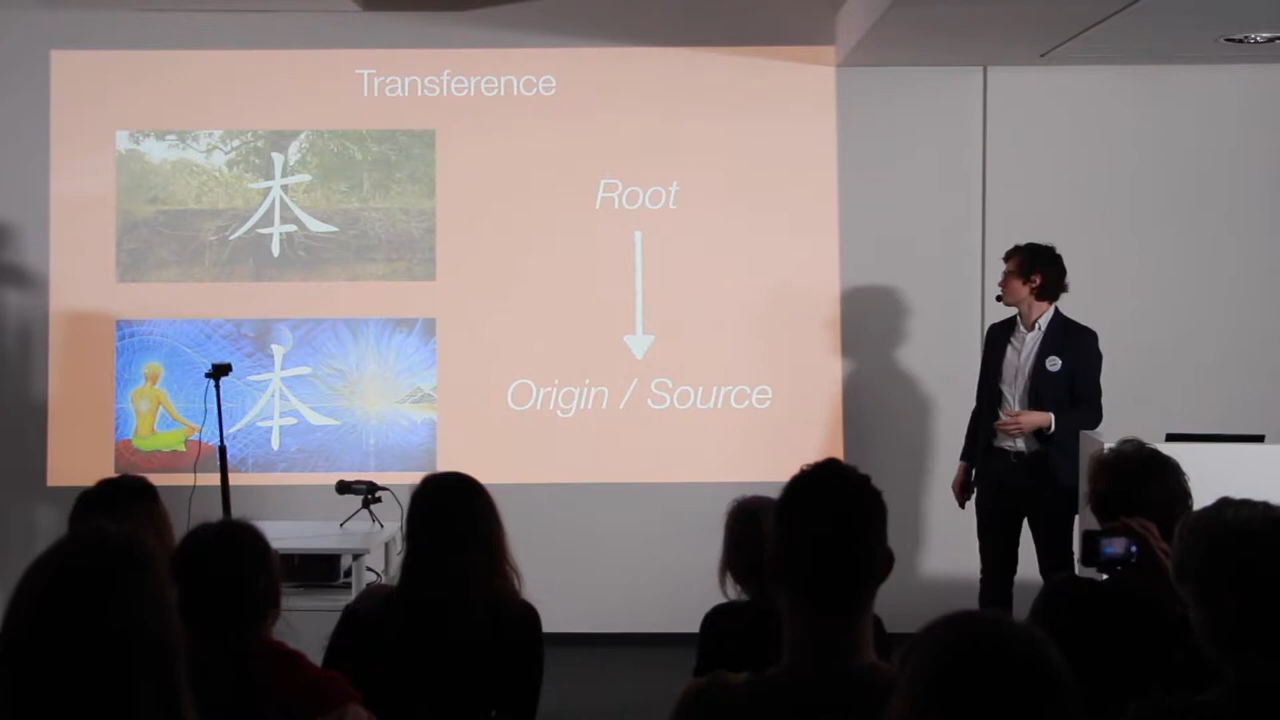 Transference
本
Root
本
Origin / Source